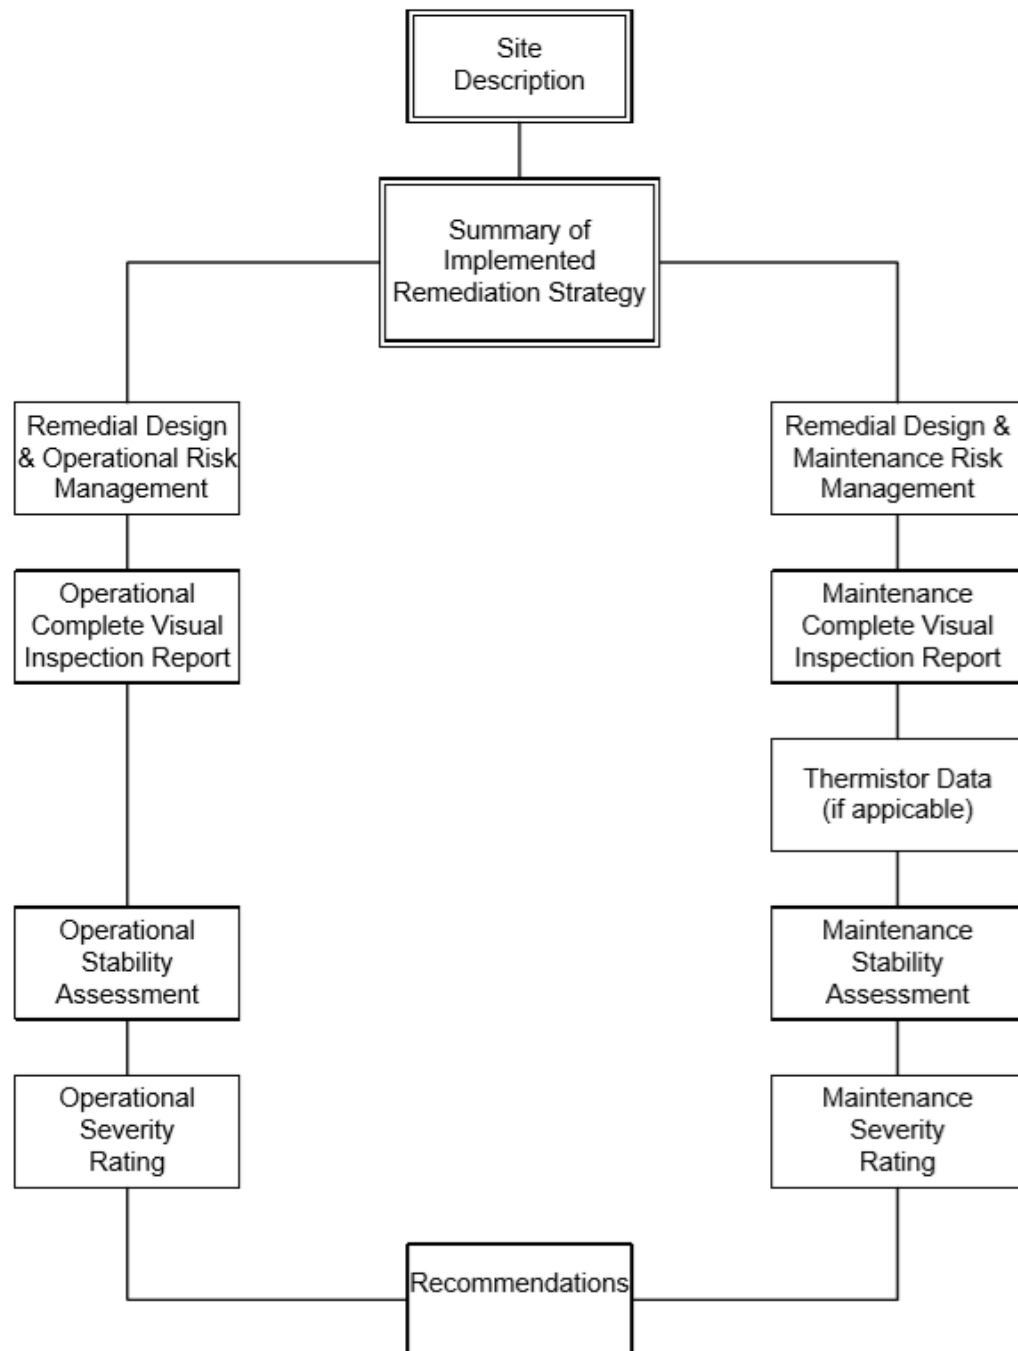 Site
Description
Summary of
Implemented
Remediation Strategy
Remedial Design
& Operational Risk
Management
Remedial Design &
Maintenance Risk
Management
Operational
Complete Visual
Inspection Report
Maintenance
Complete Visual
Inspection Report
Thermistor Data
(if appicable)
Operational
Stability
Assessment
Maintenance
Stability
Assessment
Operational
Severity
Rating
Maintenance
Severity
Rating
Recommendations